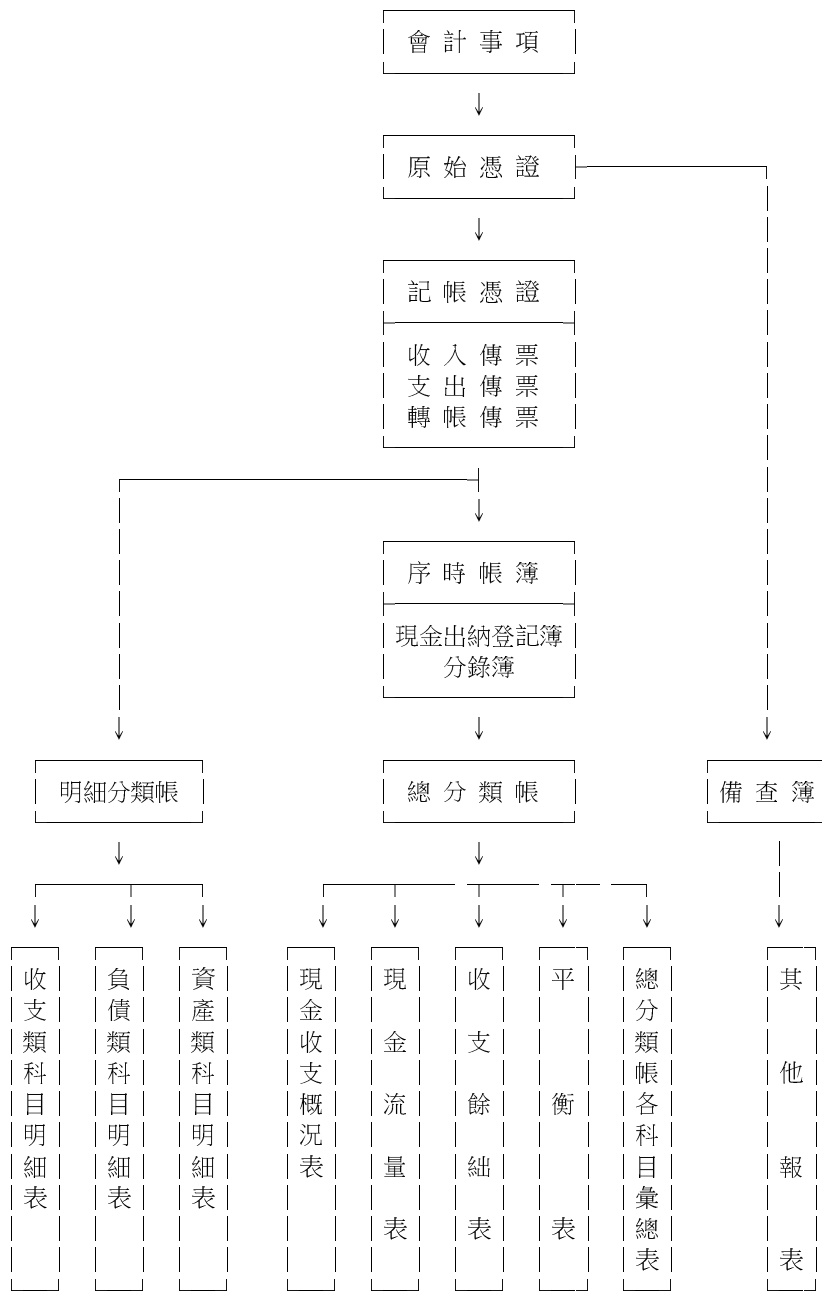 會計事項
原始憑證
記帳憑證
收入傳票
支出傳票
轉帳傳票
序時帳簿
現金出納登記簿
分錄簿
明細分類帳
總分類帳
備查簿
收支類科目明細表
負債類科目明細表
資產類科目明細表
現金收支概況表
現金流量表
收支餘絀表
平衡表
總分類帳各科目彙總表
其他報表